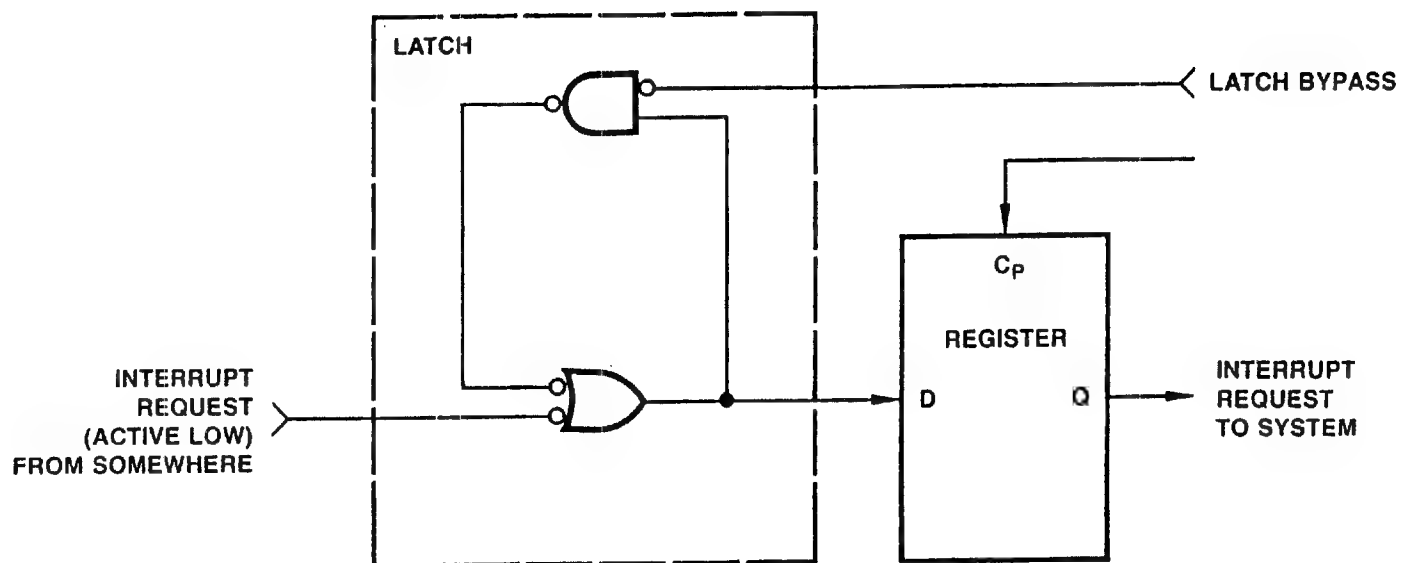 LATCH
LATCH BYPASS
CP
REGISTER
D
Q
INTERRUPT
REQUEST
(ACTIVE LOW)
FROM SOMEWHERE
INTERRUPT
REQUEST
TO SYSTEM